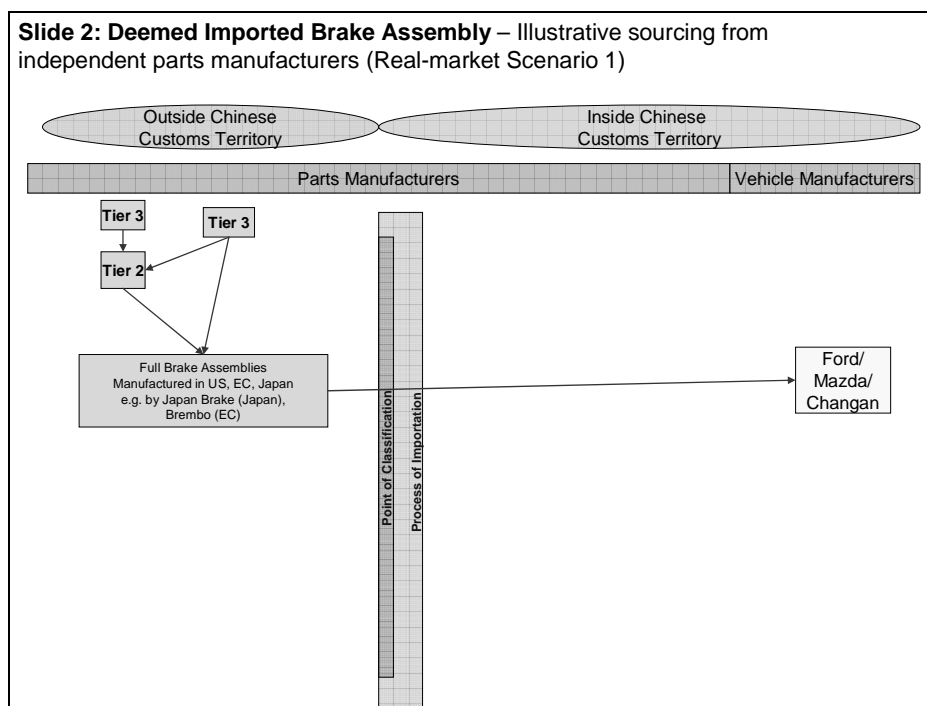 Slide 2: Deemed Imported Brake Assembly – Illustrative sourcing from
independent parts manufacturers (Real-market Scenario 1)
Outside Chinese
Customs Territory
Inside Chinese
Customs Territory
Parts Manufacturers
Vehicle Manufacturers
Tier 3
Tier 3
Tier 2
Full Brake Assemblies
Manufactured in US, EC, Japan
e.g. by Japan Brake (Japan),
Brembo (EC)
Point of Classification
Process of Importation
Ford/
Mazda/
Changan